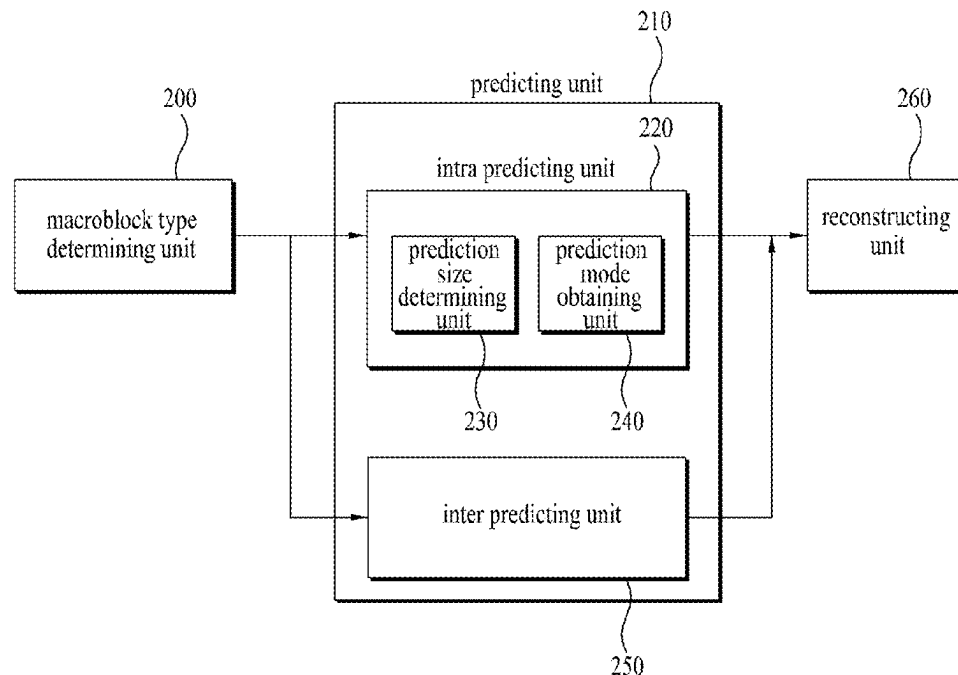 210
predicting unit
200
220
260
intra predicting unit
macroblock type
determining unit
reconstructing
unit
prediction
size
determining
unit
prediction
mode
obtaining
unit
230
240
inter predicting unit
250